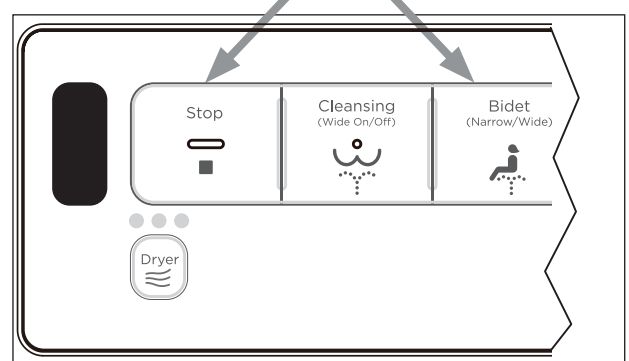 Stop
Cleansing
(Wide On/Off)
Bidet
(Narrow/Wide)
Dryer